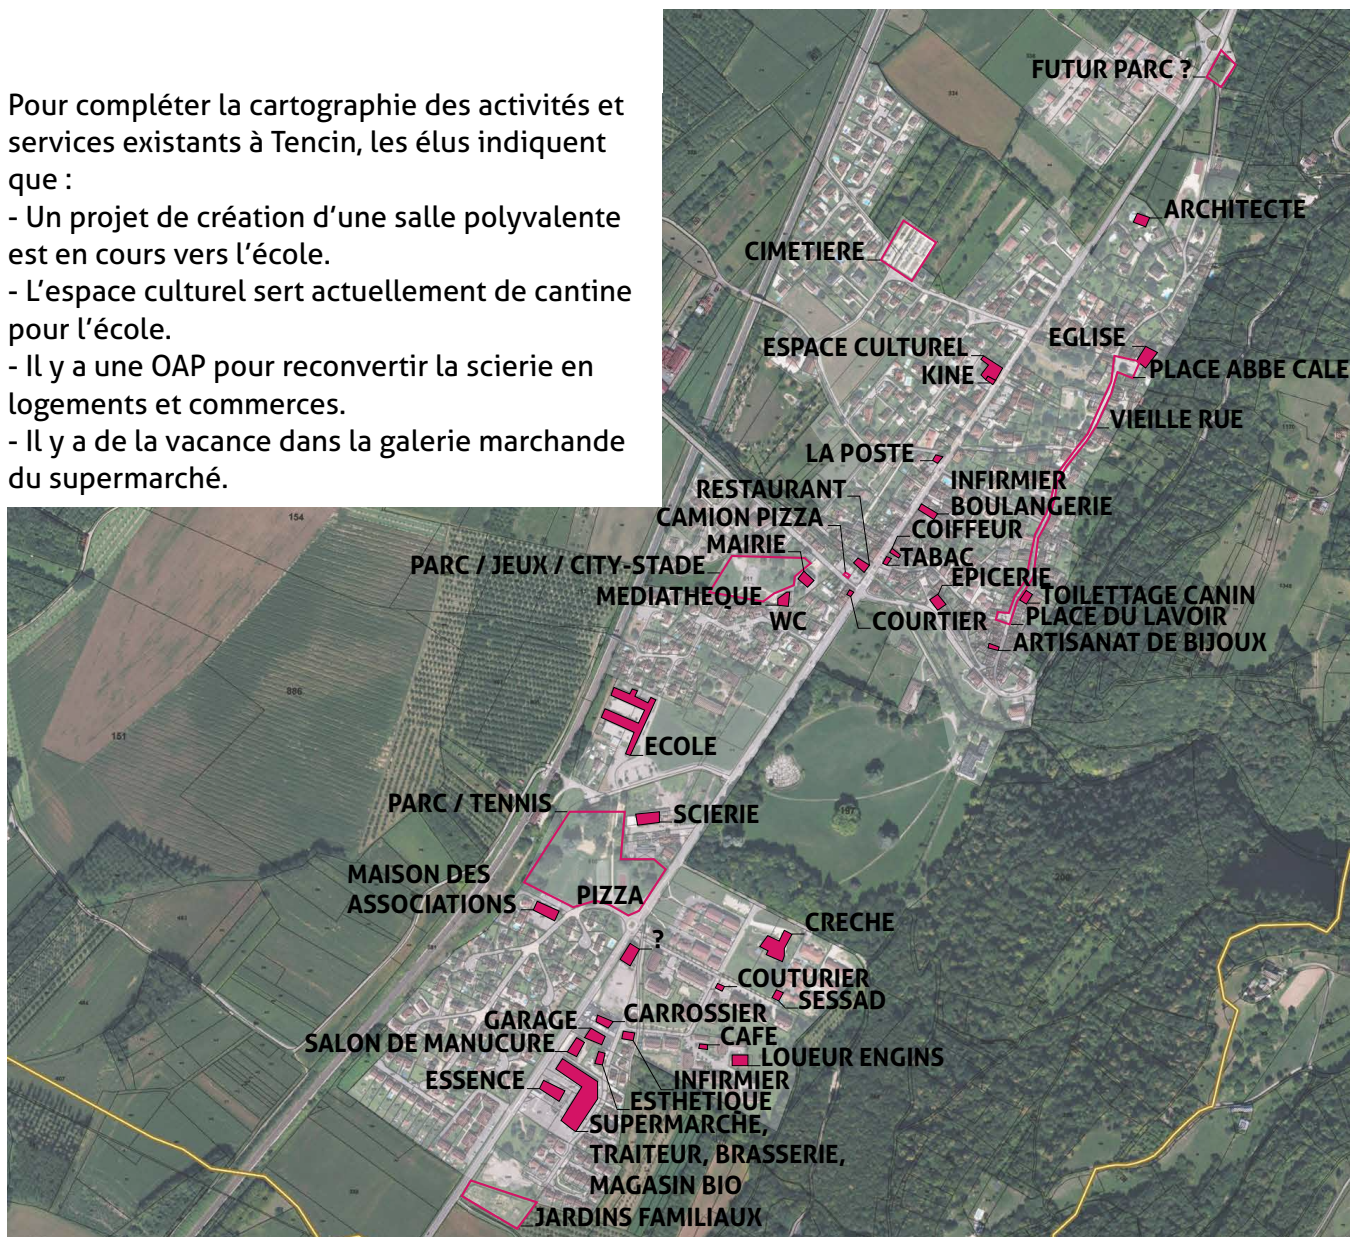 Pour compléter la cartographie des activités et
services existants à Tencin, les élus indiquent
que :
- Un projet de création d’une salle polyvalente
est en cours vers l’école.
- L’espace culturel sert actuellement de cantine
pour l’école.
- Il y a une OAP pour reconvertir la scierie en
logements et commerces.
- Il y a de la vacance dans la galerie marchande
du supermarché.
FUTUR PARC ?
ARCHITECTE
CIMETIERE
EGLISE
ESPACE CULTUREL
KINE
PLACE ABBE CALE
VIEILLE RUE
LA POSTE
INFIRMIER
RESTAURANT
BOULANGERIE
CAMION PIZZA
COIFFEUR
MAIRIE
TABAC
PARC / JEUX / CITY-STADE
EPICERIE
MEDIATHEQUE
TOILETTAGE CANIN
WC
COURTIER
PLACE DU LAVOIR
ARTISANAT DE BIJOUX
154
886
151
197
ECOLE
PARC / TENNIS
SCIERIE
MAISON DES
ASSOCIATIONS
PIZZA
CRECHE
?
COUTURIER
SESSAD
CARROSSIER
GARAGE
CAFE
SALON DE MANUCURE
LOUEUR ENGINS
ESSENCE
INFIRMIER
ESTHETIQUE
SUPERMARCHE,
TRAITEUR, BRASSERIE,
MAGASIN BIO
JARDINS FAMILIAUX